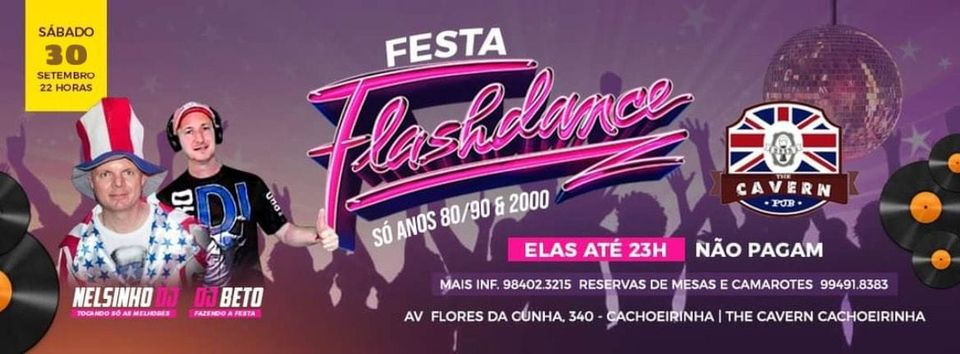 SÁBADO
30
SETEMBRO
22 HORAS
FESTA
Flashdance
SÓ ANOS 80/90 & 2000
THE
CAVERN
PUB
DJ
ELAS ATÉ 23H NÃO PAGAM
MAIS INF. 98402.3215 RESERVAS DE MESAS E CAMAROTES 99491.8383
AV FLORES DA CUNHA, 340 - CACHOEIRINHA | THE CAVERN CACHOEIRINHA
NELSINHO DJ
TOCANDO SÓ AS MELHORES
DJ BETO
FAZENDO A FESTA